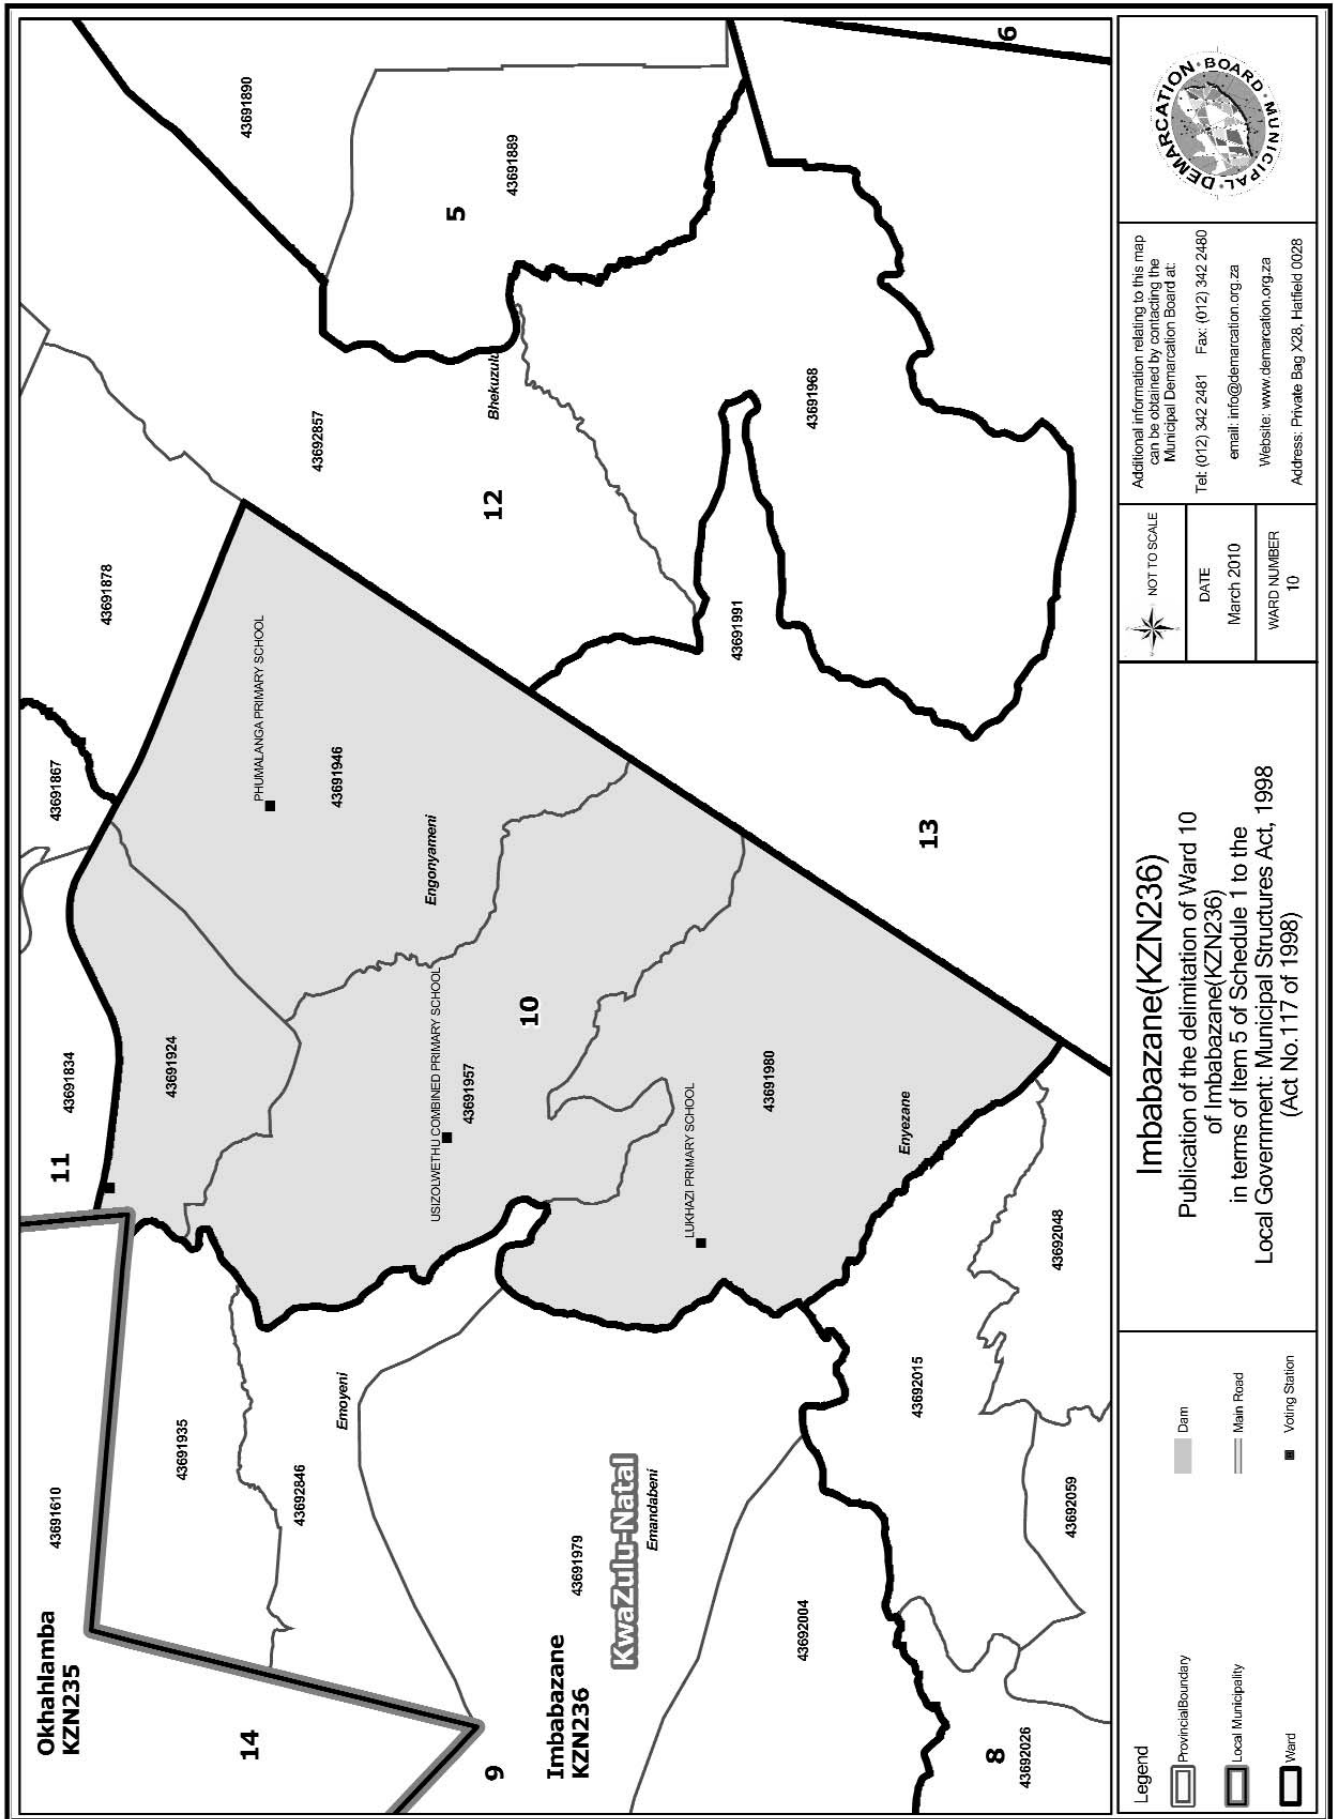 Okhahlamba
KZN235
43691610
11
43691834
43691867
43691878
43691890
14
43691935
43691924
PHUMALANGA PRIMARY SCHOOL
43692846
Emoyeni
43691946
43692857
5
43691889
6
Engonyameni
USIZOLWETHU COMBINED PRIMARY SCHOOL
43691957
10
12
Bhekuzulu
9
Imbabazane
KZN236
43691979
KwaZulu-Natal
Emandabeni
LUKHAZI PRIMARY SCHOOL
43691980
43691991
43691968
43692004
43692015
Enyezane
13
8
43692026
43692059
43692048
Legend
ProvincialBoundary
Local Municipality
Ward
Dam
Main Road
Voting Station
Imbabazane(KZN236)
Publication of the delimitation of Ward 10
of Imbabazane(KZN236)
in terms of Item 5 of Schedule 1 to the
Local Government: Municipal Structures Act, 1998
(Act No.117 of 1998)
NOT TO SCALE
DATE
March 2010
WARD NUMBER
10
Additional information relating to this map
can be obtained by contacting the
Municipal Demarcation Board at:
Tel: (012) 342 2481 Fax: (012) 342 2480
email: info@demarcation.org.za
Website: www.demarcation.org.za
Address: Private Bag X28, Hatfield 0028
MUNICIPAL · DEMARCATION · BOARD ·